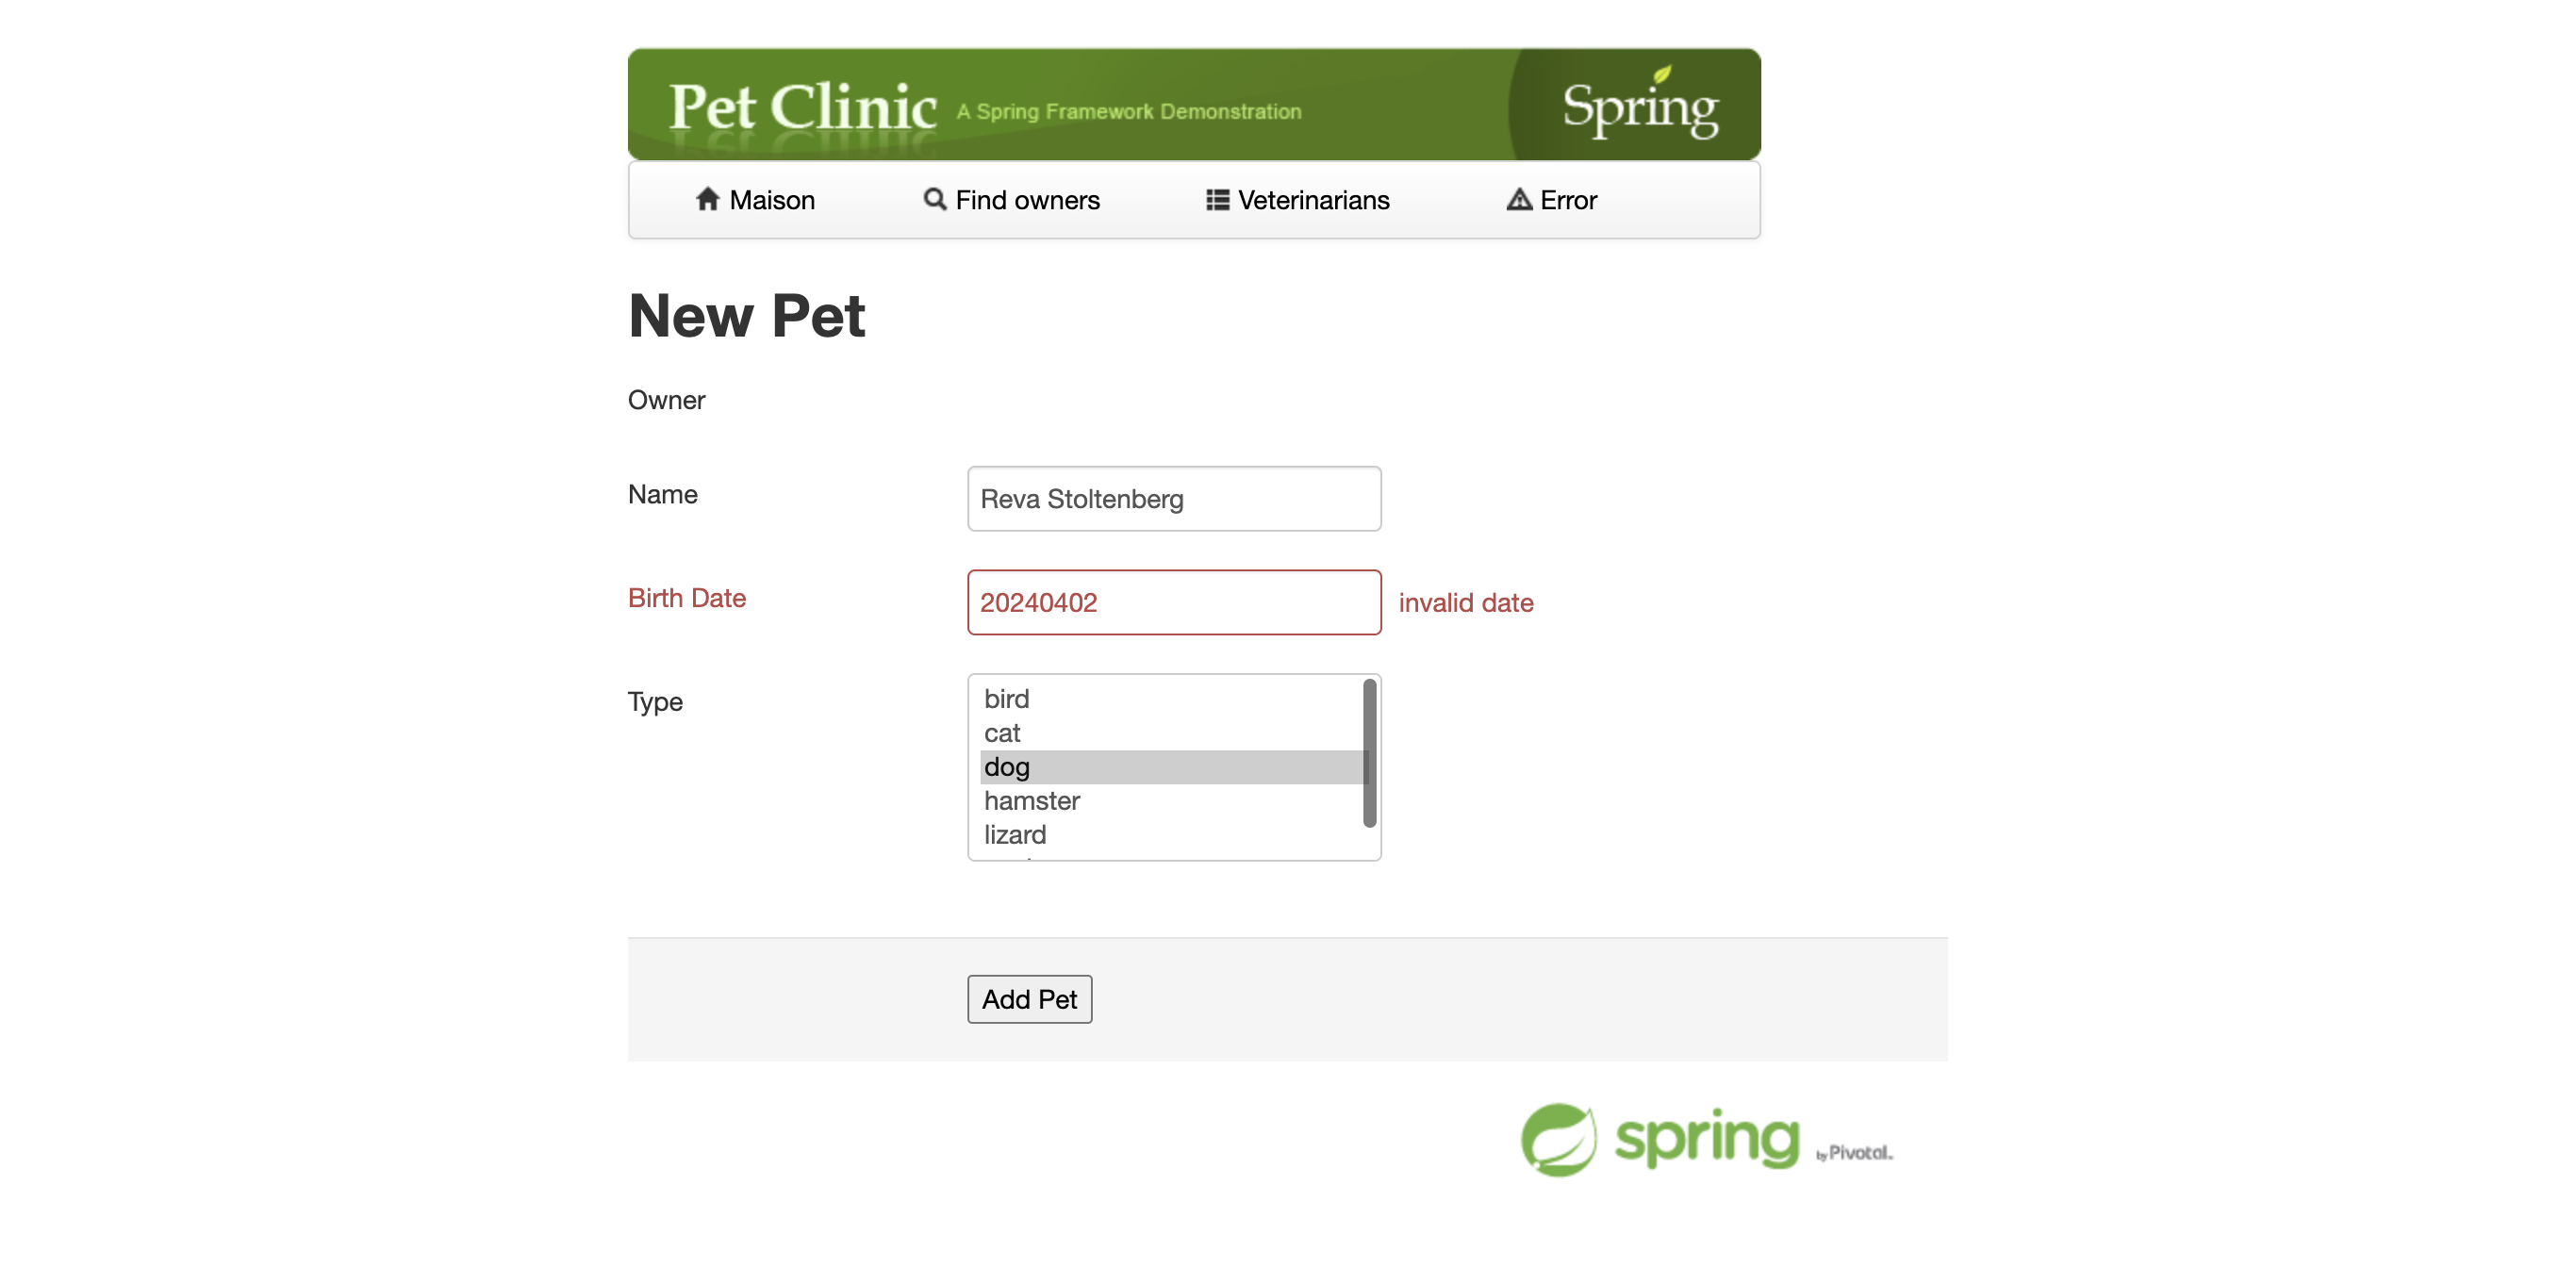 Pet Clinic A Spring Framework Demonstration Spring
Maison Find owners Veterinarians Error
New Pet
Owner
Name Reva Stoltenberg
Birth Date 20240402 invalid date
Type bird
cat
dog
hamster
lizard
Add Pet
spring by Pivotal